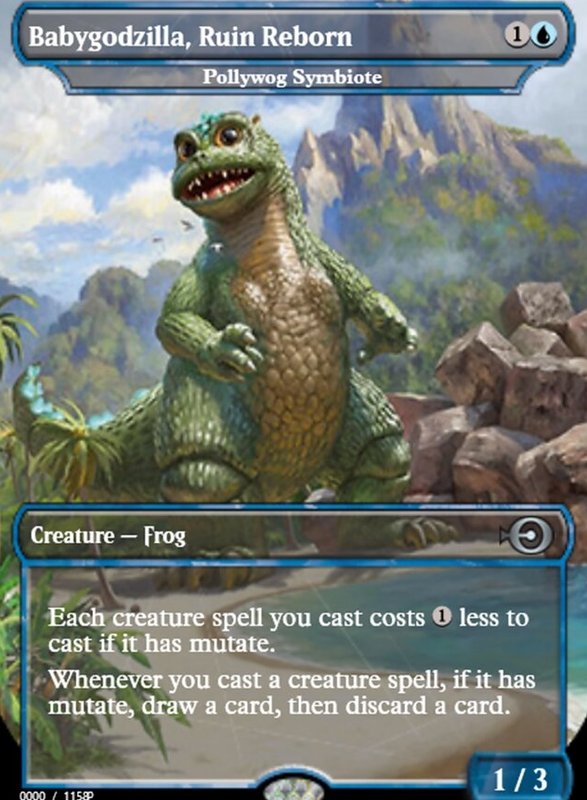 Babygodzilla, Ruin Reborn 1
Pollywog Symbiote
Creature — Frog
Each creature spell you cast costs 1 less to
cast if it has mutate.
Whenever you cast a creature spell, if it has
mutate, draw a card, then discard a card.
1 / 3
0000 / 1158P